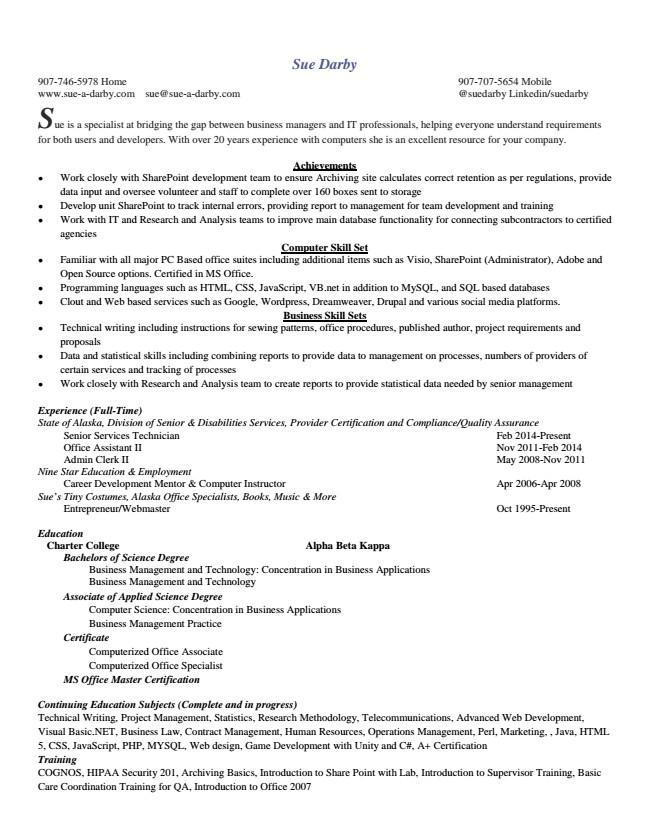 Sue Darby
907-746-5978 Home 907-707-5654 Mobile
www.sue-a-darby.com sue@sue-a-darby.com @suedarby Linkedin/suedarby
Sue is a specialist at bridging the gap between business managers and IT professionals, helping everyone understand requirements
for both users and developers. With over 20 years experience with computers she is an excellent resource for your company.
Achievements
• Work closely with SharePoint development team to ensure Archiving site calculates correct retention as per regulations, provide
data input and oversee volunteer and staff to complete over 160 boxes sent to storage
• Develop unit SharePoint to track internal errors, providing report to management for team development and training
• Work with IT and Research and Analysis teams to improve main database functionality for connecting subcontractors to certified
agencies
Computer Skill Set
• Familiar with all major PC Based office suites including additional items such as Visio, SharePoint (Administrator), Adobe and
Open Source options. Certified in MS Office.
• Programming languages such as HTML, CSS, JavaScript, VB.net in addition to MySQL, and SQL based databases
• Clout and Web based services such as Google, Wordpress, Dreamweaver, Drupal and various social media platforms.
Business Skill Sets
• Technical writing including instructions for sewing patterns, office procedures, published author, project requirements and
proposals
• Data and statistical skills including combining reports to provide data to management on processes, numbers of providers of
certain services and tracking of processes
• Work closely with Research and Analysis team to create reports to provide statistical data needed by senior management
Experience (Full-Time)
State of Alaska, Division of Senior & Disabilities Services, Provider Certification and Compliance/Quality Assurance
Senior Services Technician Feb 2014-Present
Office Assistant II Nov 2011-Feb 2014
Admin Clerk II May 2008-Nov 2011
Nine Star Education & Employment
Career Development Mentor & Computer Instructor Apr 2006-Apr 2008
Sue's Tiny Costumes, Alaska Office Specialists, Books, Music & More
Entrepreneur/Webmaster Oct 1995-Present
Education
Charter College Alpha Beta Kappa
Bachelors of Science Degree
Business Management and Technology: Concentration in Business Applications
Business Management and Technology
Associate of Applied Science Degree
Computer Science: Concentration in Business Applications
Business Management Practice
Certificate
Computerized Office Associate
Computerized Office Specialist
MS Office Master Certification
Continuing Education Subjects (Complete and in progress)
Technical Writing, Project Management, Statistics, Research Methodology, Telecommunications, Advanced Web Development,
Visual Basic.NET, Business Law, Contract Management, Human Resources, Operations Management, Perl, Marketing, , Java, HTML
5, CSS, JavaScript, PHP, MYSQL, Web design, Game Development with Unity and C#, A+ Certification
Training
COGNOS, HIPAA Security 201, Archiving Basics, Introduction to Share Point with Lab, Introduction to Supervisor Training, Basic
Care Coordination Training for QA, Introduction to Office 2007